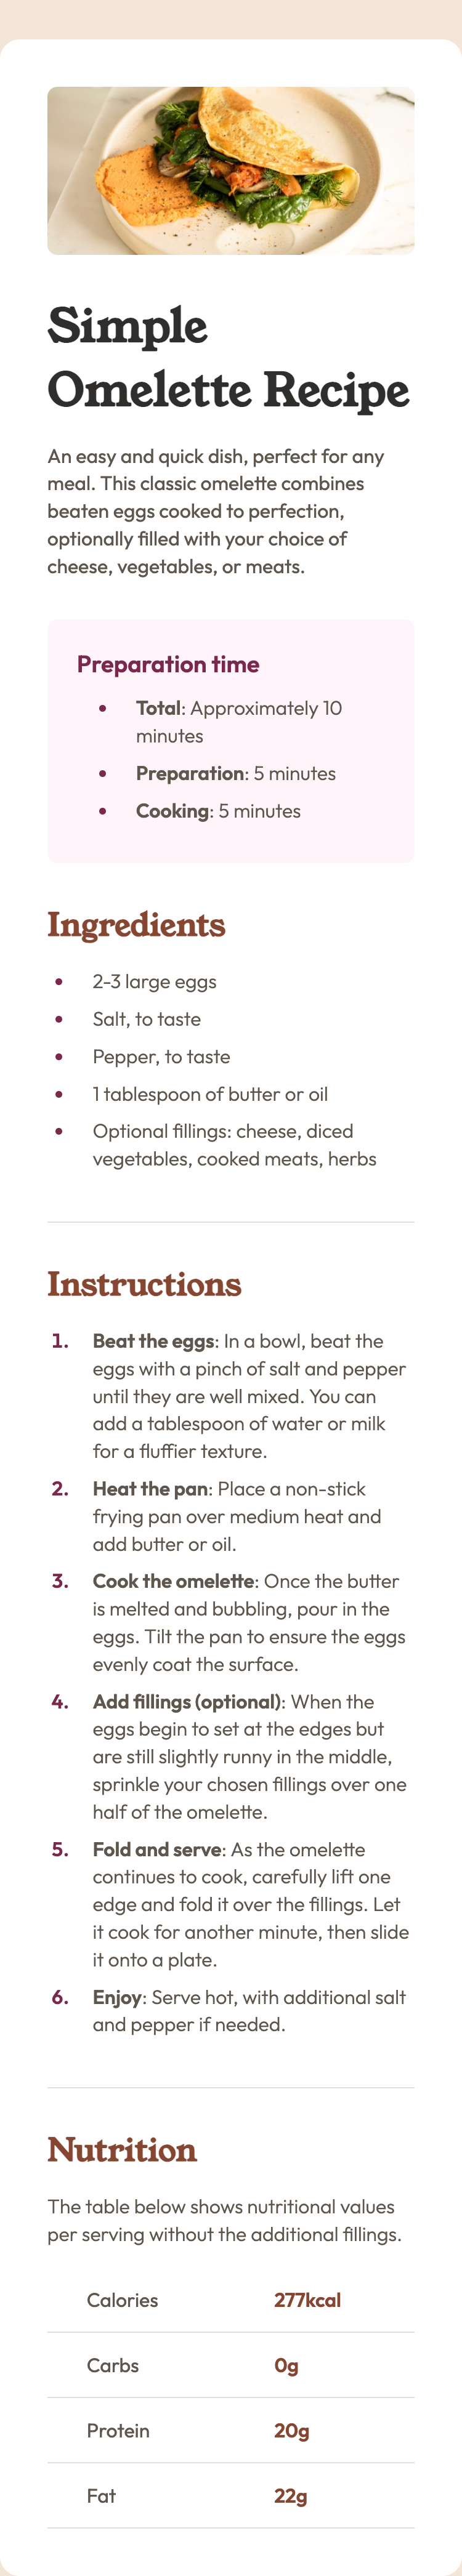 Simple
Omelette Recipe
An easy and quick dish, perfect for any
meal. This classic omelette combines
beaten eggs cooked to perfection,
optionally filled with your choice of
cheese, vegetables, or meats.
Preparation time
• Total: Approximately 10
minutes
• Preparation: 5 minutes
• Cooking: 5 minutes
Ingredients
• 2-3 large eggs
• Salt, to taste
• Pepper, to taste
• 1 tablespoon of butter or oil
• Optional fillings: cheese, diced
vegetables, cooked meats, herbs
Instructions
1. Beat the eggs: In a bowl, beat the
eggs with a pinch of salt and pepper
until they are well mixed. You can
add a tablespoon of water or milk
for a fluffier texture.
2. Heat the pan: Place a non-stick
frying pan over medium heat and
add butter or oil.
3. Cook the omelette: Once the butter
is melted and bubbling, pour in the
eggs. Tilt the pan to ensure the eggs
evenly coat the surface.
4. Add fillings (optional): When the
eggs begin to set at the edges but
are still slightly runny in the middle,
sprinkle your chosen fillings over one
half of the omelette.
5. Fold and serve: As the omelette
continues to cook, carefully lift one
edge and fold it over the fillings. Let
it cook for another minute, then slide
it onto a plate.
6. Enjoy: Serve hot, with additional salt
and pepper if needed.
Nutrition
The table below shows nutritional values
per serving without the additional fillings.
Calories 277kcal
Carbs 0g
Protein 20g
Fat 22g